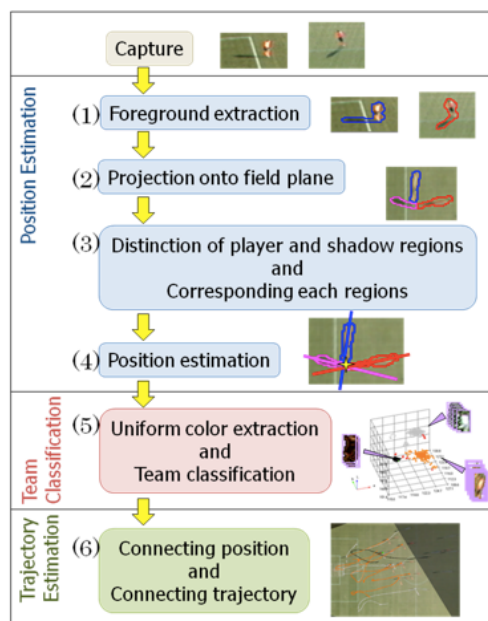 Capture
Position Estimation
(1) Foreground extraction
(2) Projection onto field plane
(3) Distinction of player and shadow regions
and
Corresponding each regions
(4) Position estimation
Team
Classification
(5) Uniform color extraction
and
Team classification
Trajectory
Estimation
(6) Connecting position
and
Connecting trajectory